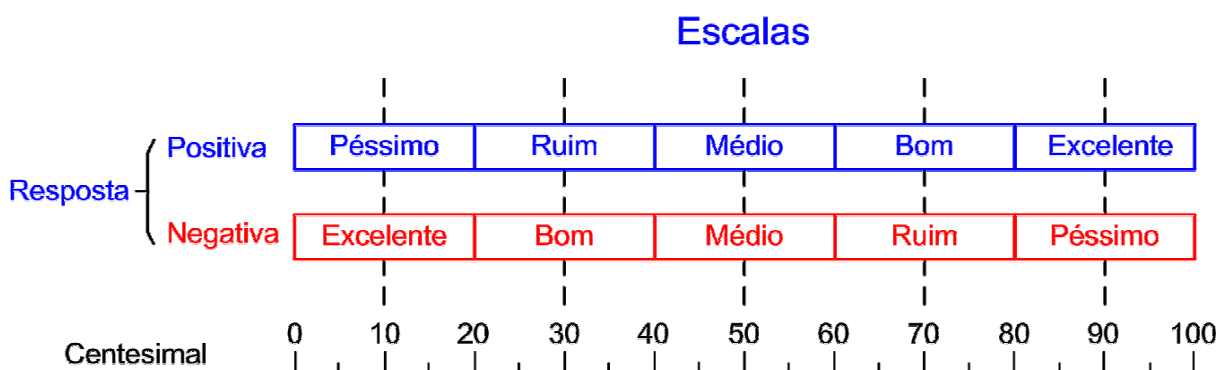 Escalas
Positiva Péssimo Ruim Médio Bom Excelente
Resposta
Negativa Excelente Bom Médio Ruim Péssimo
0 10 20 30 40 50 60 70 80 90 100
Centesimal